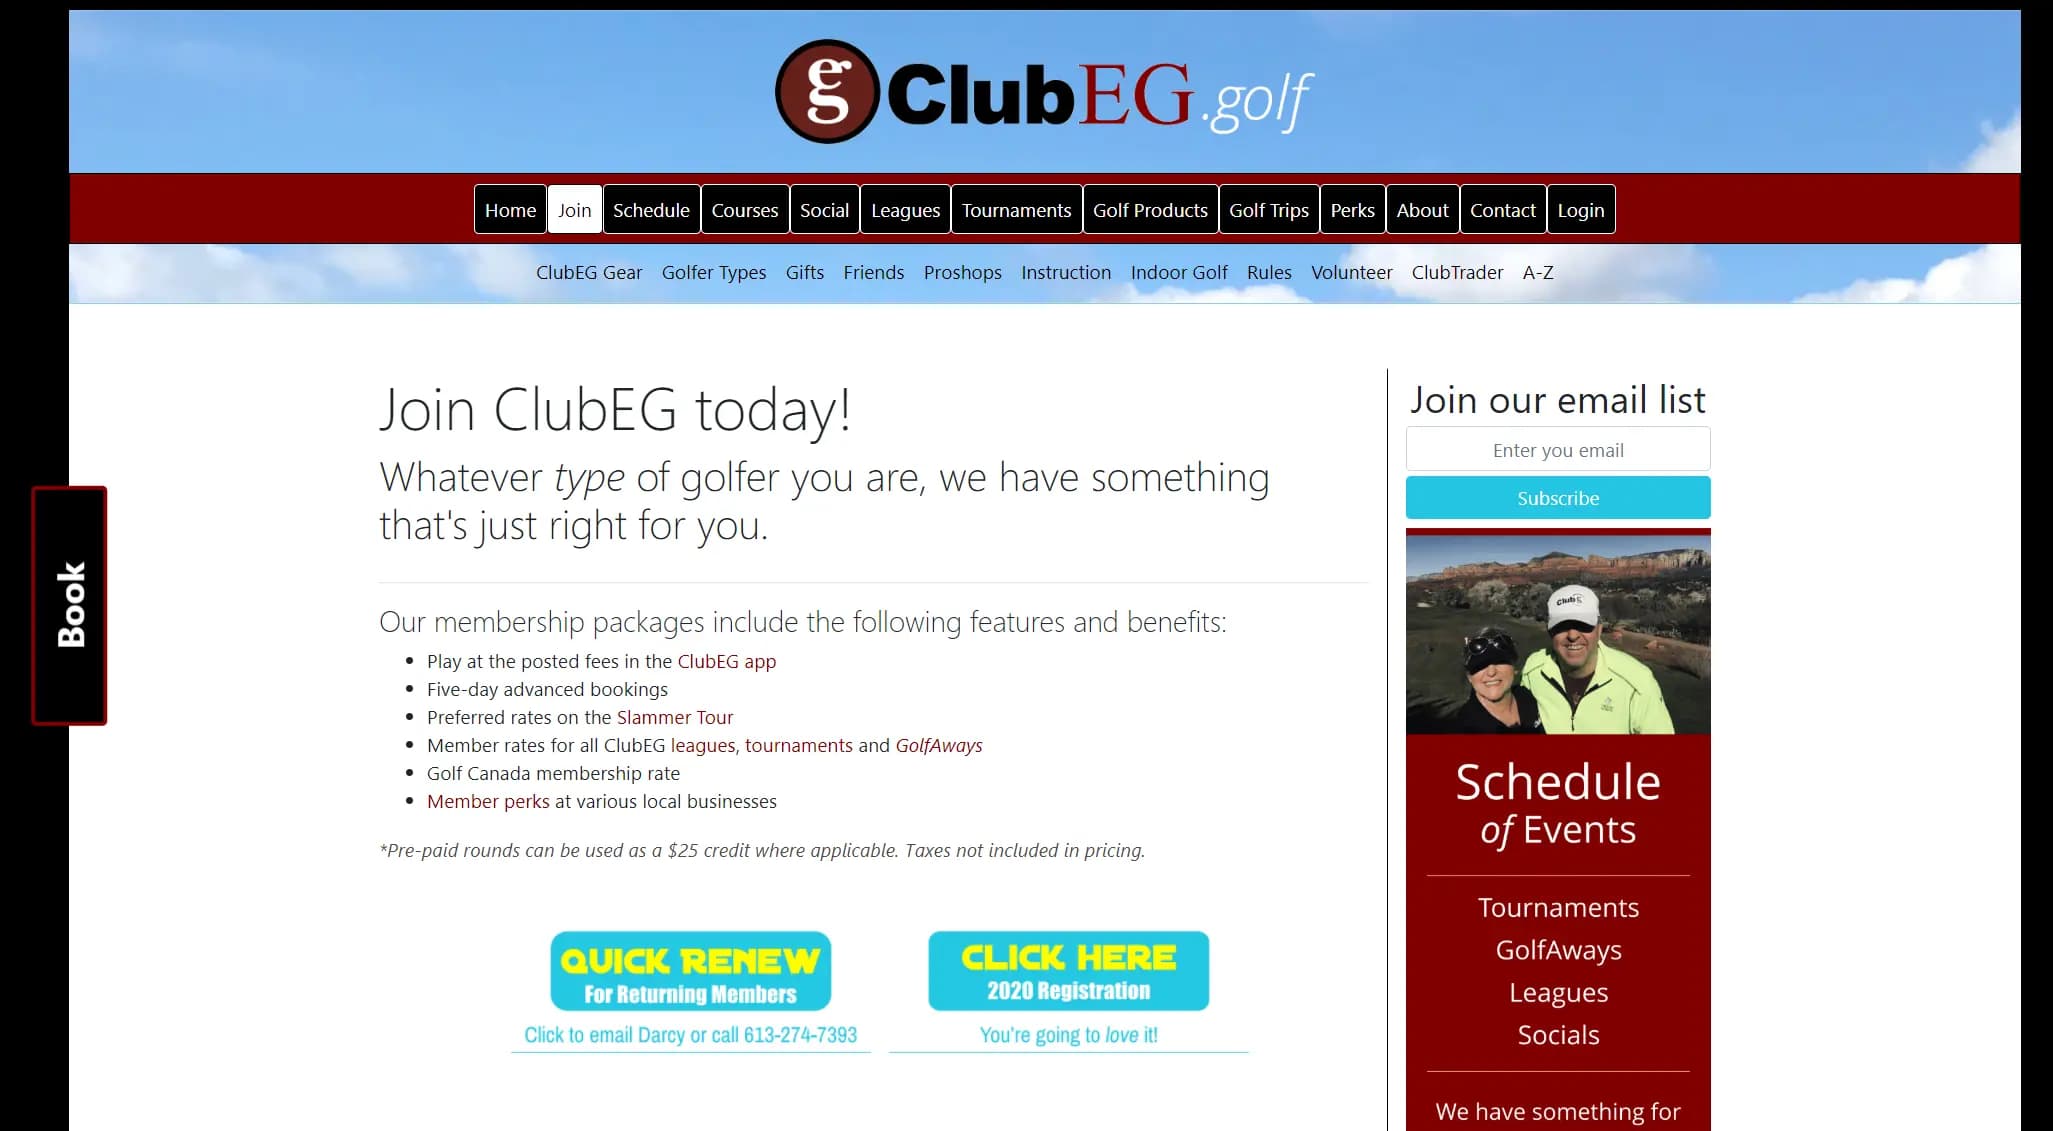 g ClubEG.golf
Home Join Schedule Courses Social Leagues Tournaments Golf Products Golf Trips Perks About Contact Login
ClubEG Gear Golfer Types Gifts Friends Proshops Instruction Indoor Golf Rules Volunteer ClubTrader A-Z
Book
Join ClubEG today!
Whatever type of golfer you are, we have something
that's just right for you.
Our membership packages include the following features and benefits:
Play at the posted fees in the ClubEG app
Five-day advanced bookings
Preferred rates on the Slammer Tour
Member rates for all ClubEG leagues, tournaments and GolfAways
Golf Canada membership rate
Member perks at various local businesses
*Pre-paid rounds can be used as a $25 credit where applicable. Taxes not included in pricing.
QUICK RENEW
For Returning Members
Click to email Darcy or call 613-274-7393
CLICK HERE
2020 Registration
You're going to love it!
Join our email list
Enter you email
Subscribe
Clubg
Schedule
of Events
Tournaments
GolfAways
Leagues
Socials
We have something for